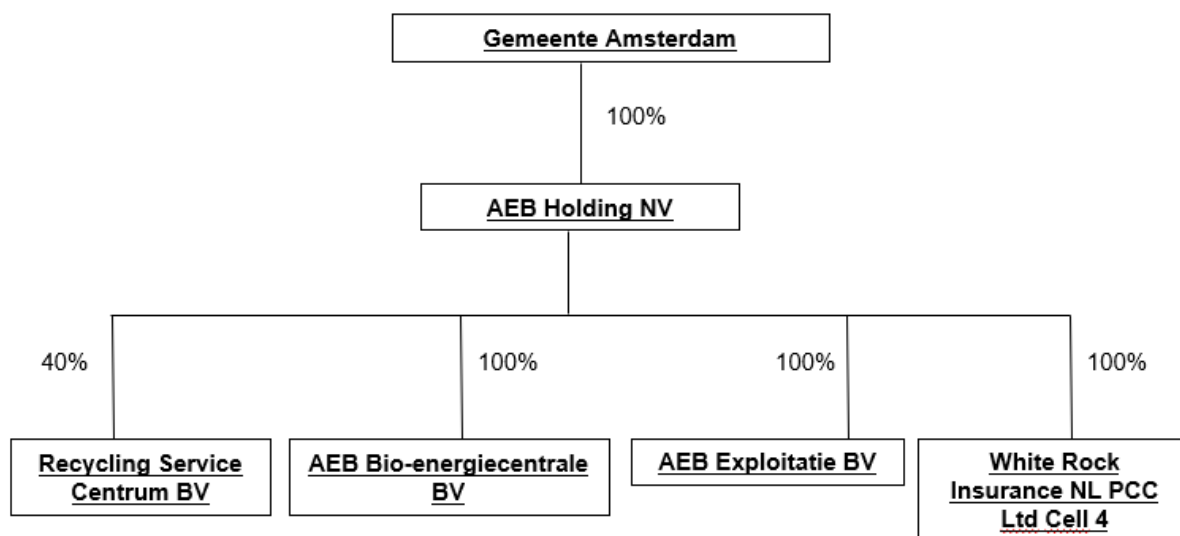 Gemeente Amsterdam
100%
AEB Holding NV
40%
100%
100%
100%
Recycling Service
Centrum BV
AEB Bio-energiecentrale
BV
AEB Exploitatie BV
White Rock
Insurance NL PCC
Ltd Cell 4